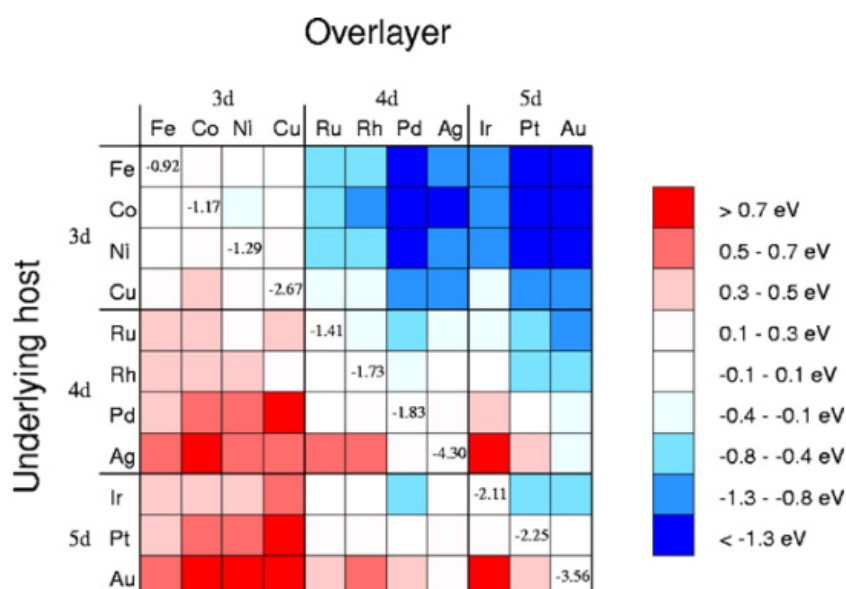 Overlayer
3d 4d 5d
Fe Co Ni Cu Ru Rh Pd Ag Ir Pt Au
Underlying host
3d
Fe -0.92
Co -1.17
Ni -1.29
Cu -2.67
4d
Ru -1.41
Rh -1.73
Pd -1.83
Ag -4.30
5d
Ir -2.11
Pt -2.25
Au -3.56
> 0.7 eV
0.5 - 0.7 eV
0.3 - 0.5 eV
0.1 - 0.3 eV
-0.1 - 0.1 eV
-0.4 - -0.1 eV
-0.8 - -0.4 eV
-1.3 - -0.8 eV
< -1.3 eV